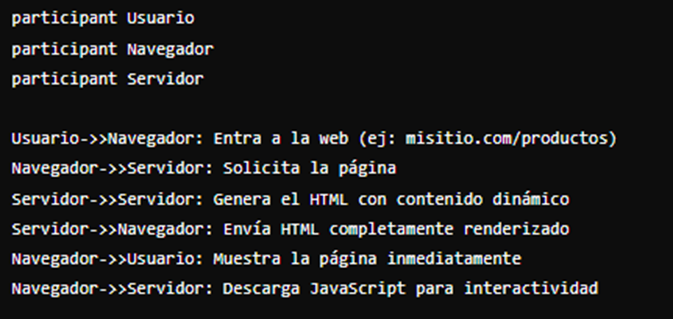 participant Usuario
participant Navegador
participant Servidor
Usuario->>Navegador: Entra a la web (ej: misitio.com/productos)
Navegador->>Servidor: Solicita la página
Servidor->>Servidor: Genera el HTML con contenido dinámico
Servidor->>Navegador: Envía HTML completamente renderizado
Navegador->>Usuario: Muestra la página inmediatamente
Navegador->>Servidor: Descarga JavaScript para interactividad